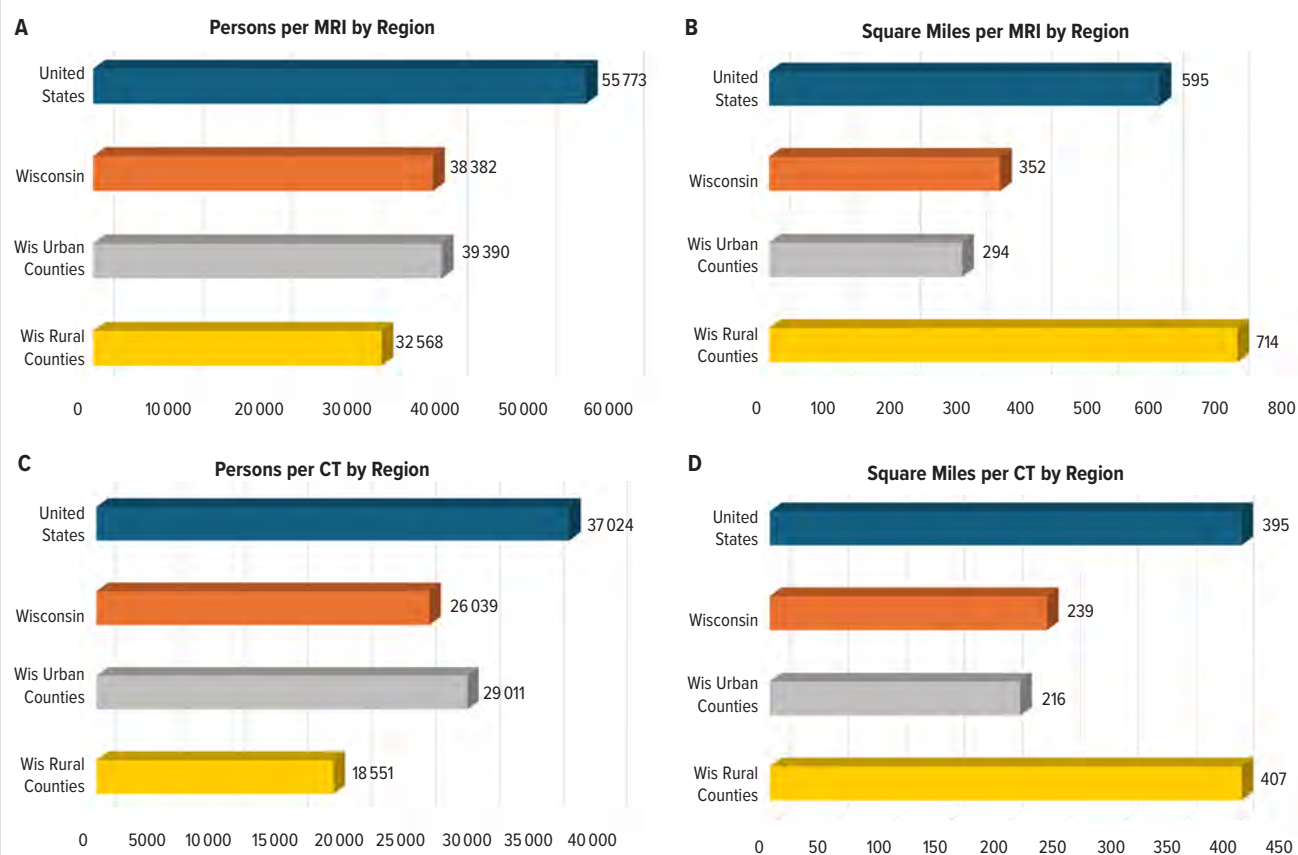 A
Persons per MRI by Region
United
States
55 773
Wisconsin
38 382
Wis Urban
Counties
39 390
Wis Rural
Counties
32 568
0 10 000 20 000 30 000 40 000 50 000 60 000
B
Square Miles per MRI by Region
United
States
595
Wisconsin
352
Wis Urban
Counties
294
Wis Rural
Counties
714
0 100 200 300 400 500 600 700 800
C
Persons per CT by Region
United
States
37 024
Wisconsin
26 039
Wis Urban
Counties
29 011
Wis Rural
Counties
18 551
0 5000 10 000 15 000 20 000 25 000 30 000 40 000
D
Square Miles per CT by Region
United
States
395
Wisconsin
239
Wis Urban
Counties
216
Wis Rural
Counties
407
0 50 100 150 200 250 300 350 400 450